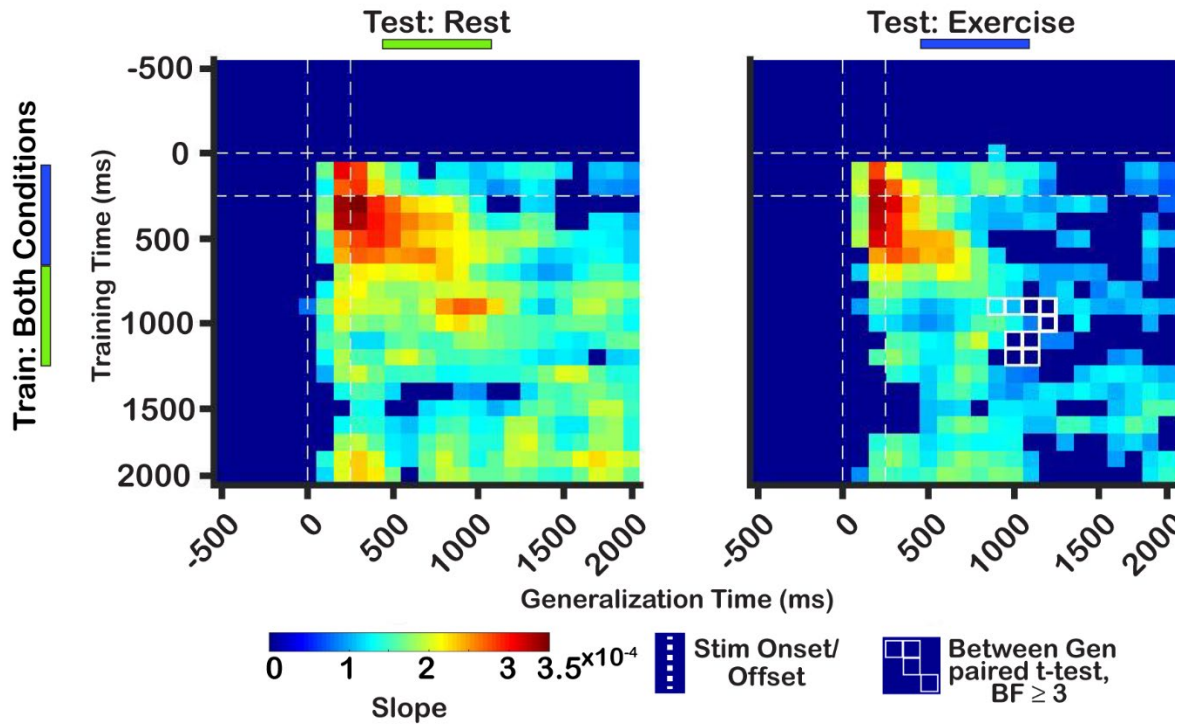 Test: Rest
Test: Exercise
Train: Both Conditions
Training Time (ms)
-500
0
500
1000
1500
2000
-500
0
500
1000
1500
2000
-500
0
500
1000
1500
2000
Generalization Time (ms)
0
1
2
3
3.5
×10⁻⁴
Slope
Stim Onset/
Offset
Between Gen
paired t-test,
BF ≥ 3